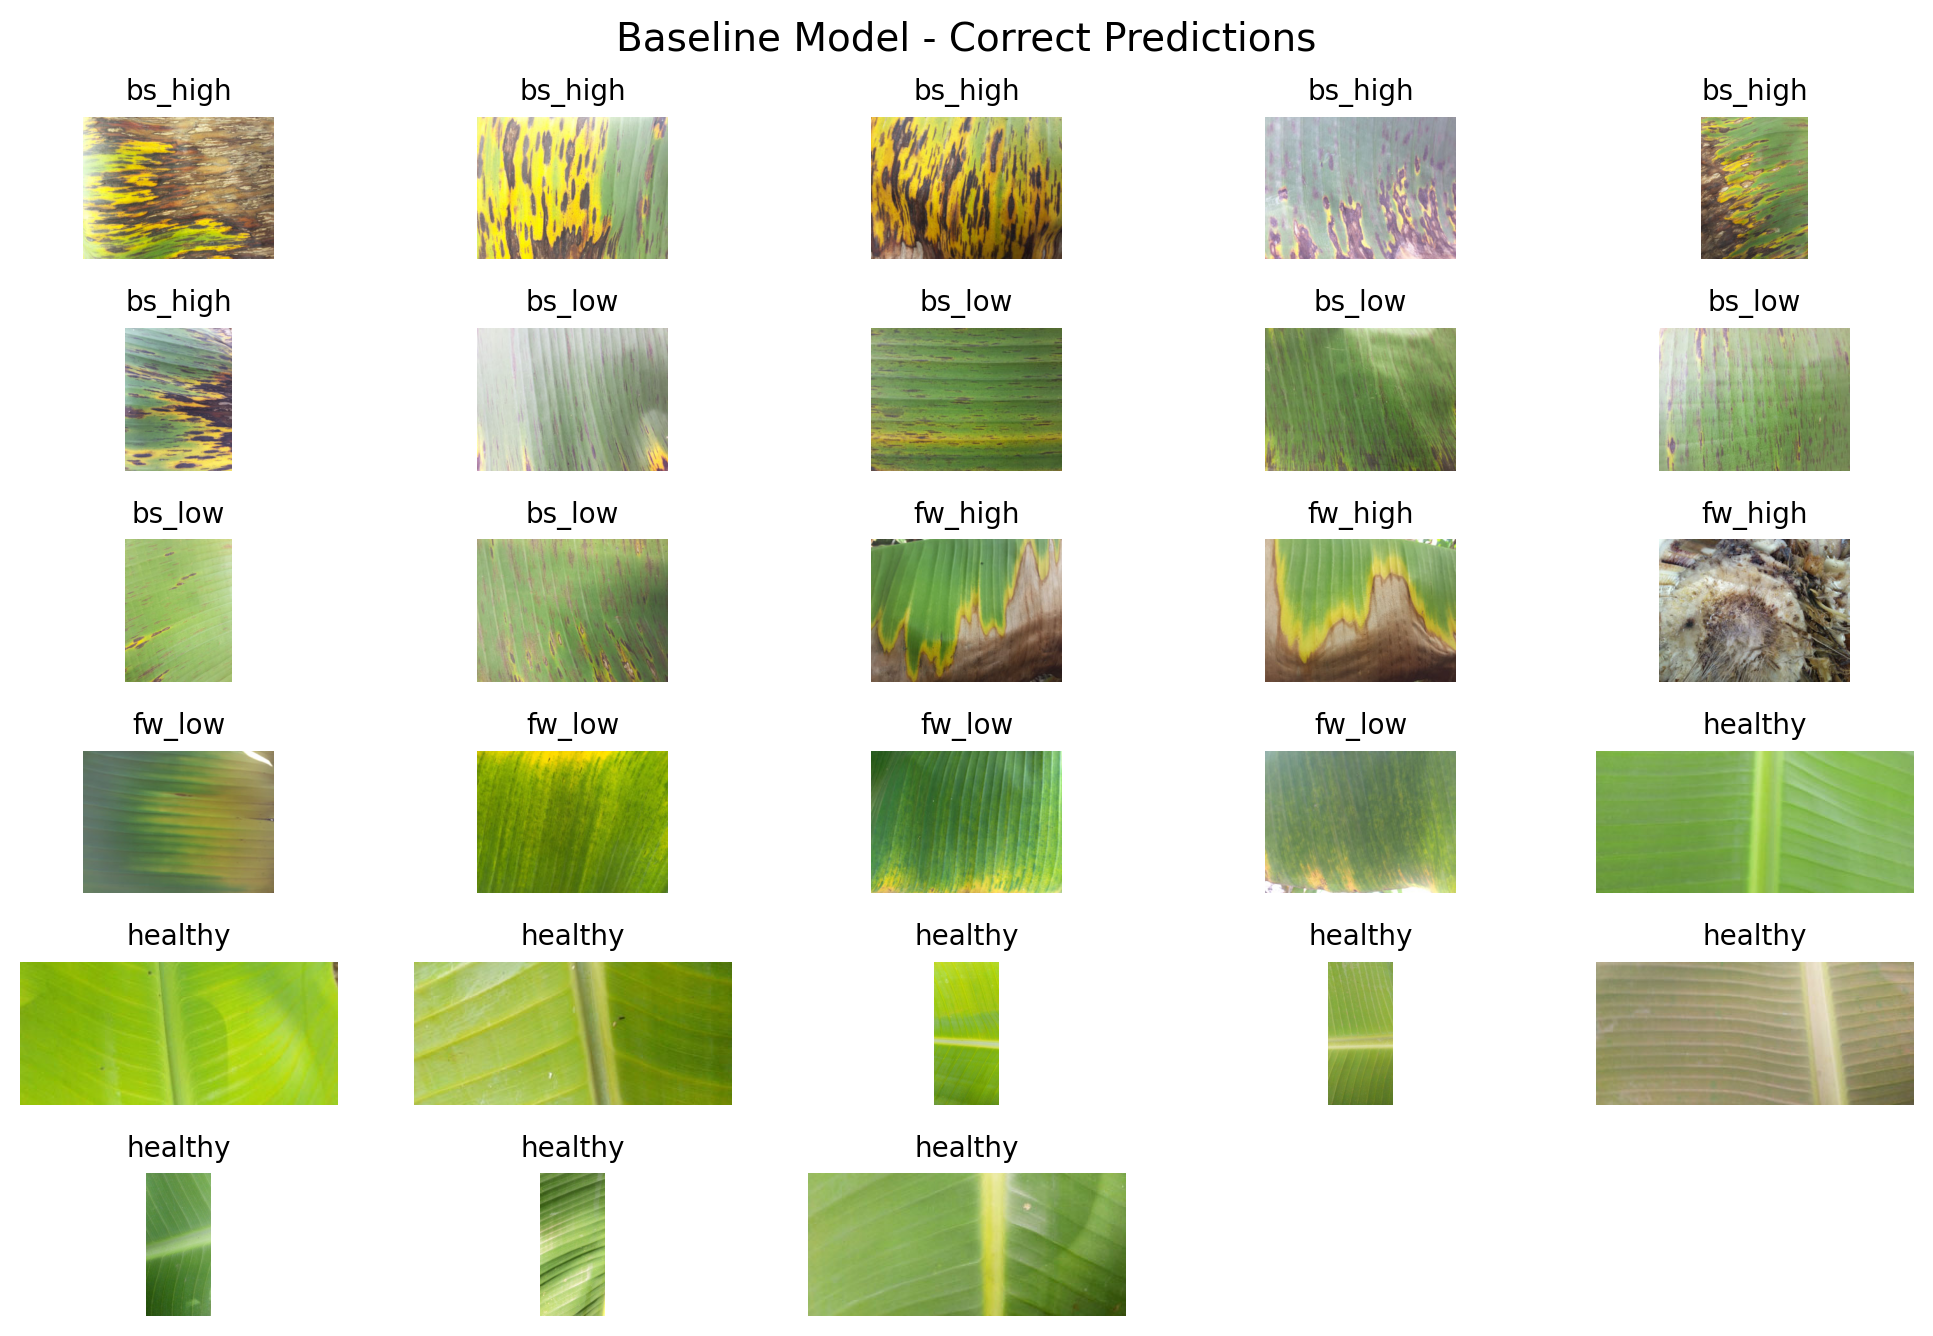 Baseline Model - Correct Predictions
bs_high bs_high bs_high bs_high bs_high
bs_high bs_low bs_low bs_low bs_low
bs_low bs_low fw_high fw_high fw_high
fw_low fw_low fw_low fw_low healthy
healthy healthy healthy healthy healthy
healthy healthy healthy